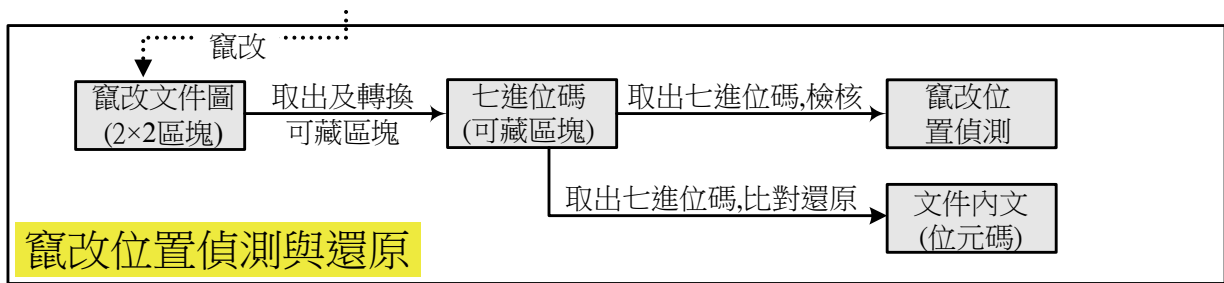 竄改
竄改文件圖
(2×2區塊)
取出及轉換
可藏區塊
七進位碼
(可藏區塊)
取出七進位碼,檢核
竄改位
置偵測
取出七進位碼,比對還原
文件內文
(位元碼)
竄改位置偵測與還原